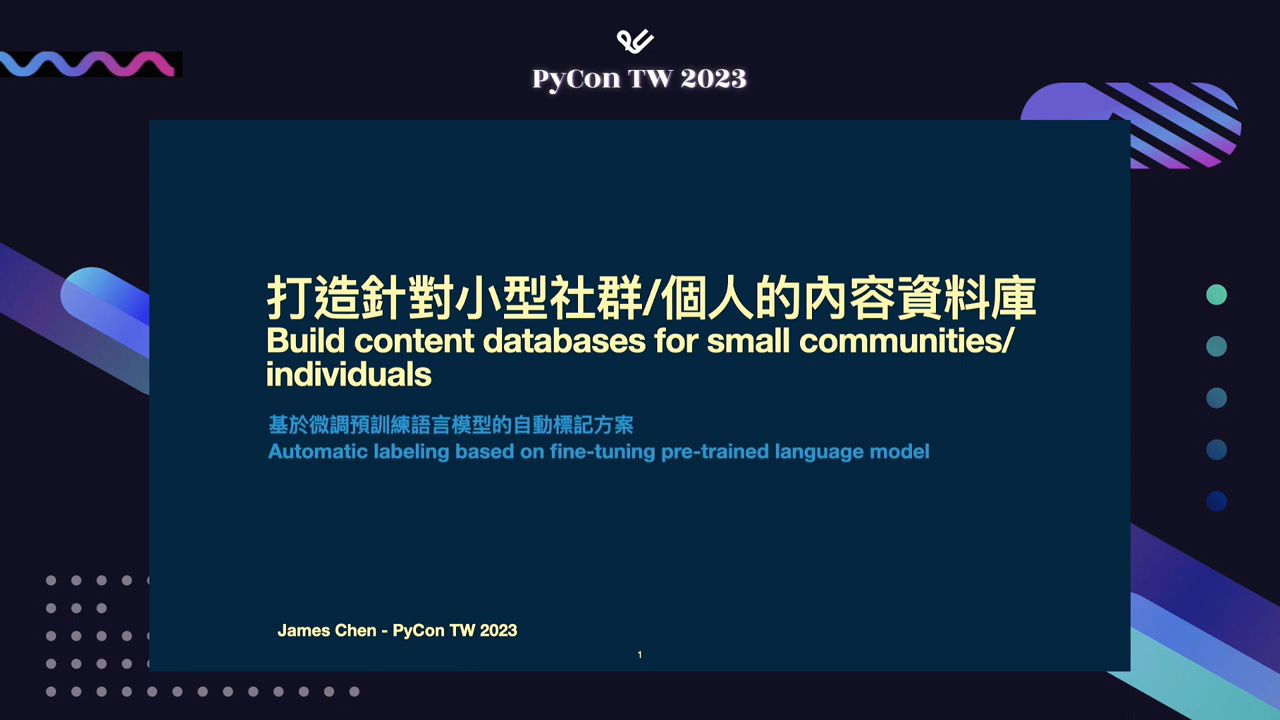 PyCon TW 2023
打造針對小型社群/個人的內容資料庫
Build content databases for small communities/
individuals
基於微調預訓練語言模型的自動標記方案
Automatic labeling based on fine-tuning pre-trained language model
James Chen - PyCon TW 2023
1